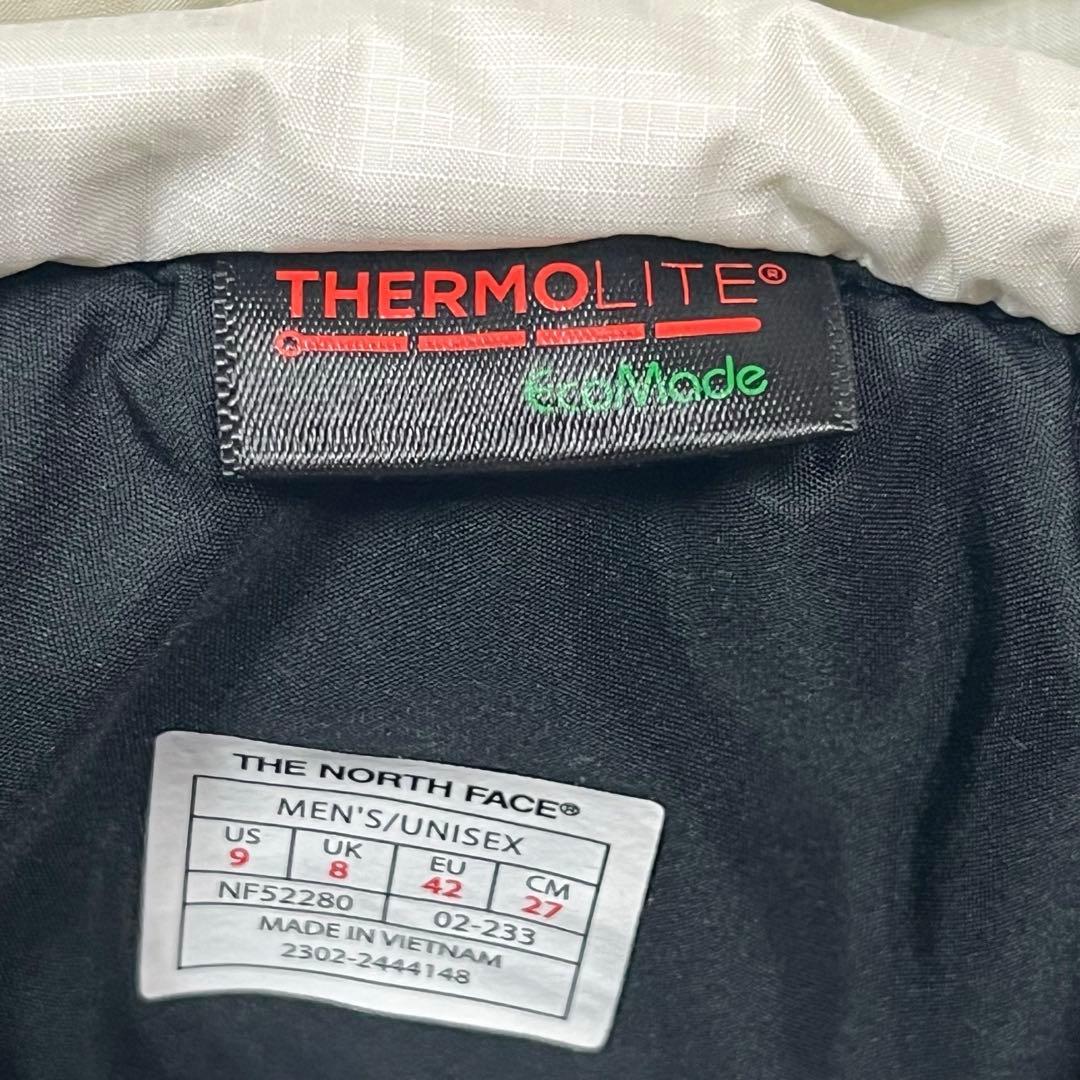 THERMOLITE®
EcoMade
THE NORTH FACE®
MEN'S/UNISEX
US UK EU CM
9 8 42 27
NF52280 02-233
MADE IN VIETNAM
2302-2444148